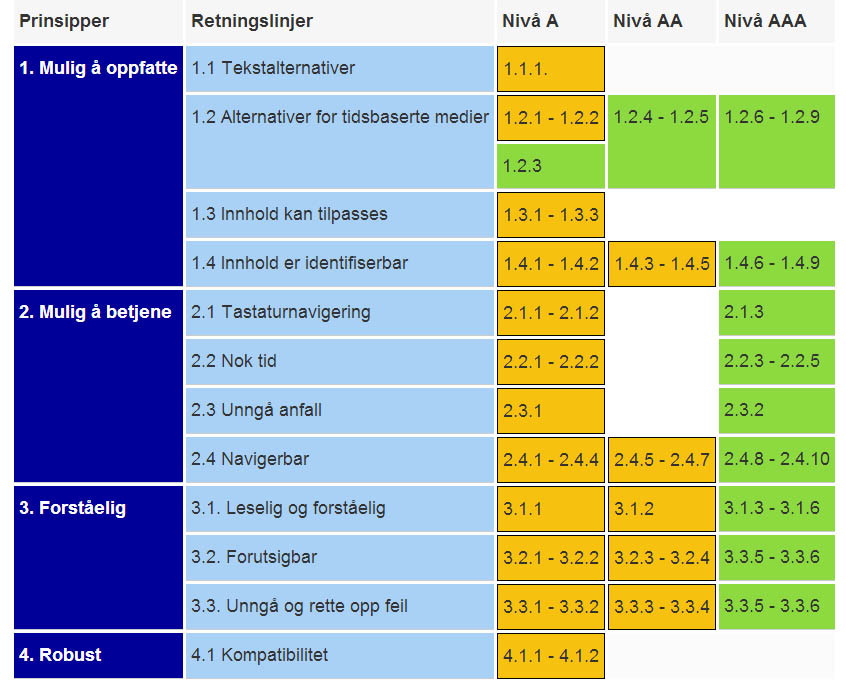 Prinsipper Retningslinjer Nivå A Nivå AA Nivå AAA
1. Mulig å oppfatte 1.1 Tekstalternativer 1.1.1.
1.2 Alternativer for tidsbaserte medier 1.2.1 - 1.2.2 1.2.4 - 1.2.5 1.2.6 - 1.2.9
1.2.3
1.3 Innhold kan tilpasses 1.3.1 - 1.3.3
1.4 Innhold er identifiserbar 1.4.1 - 1.4.2 1.4.3 - 1.4.5 1.4.6 - 1.4.9
2. Mulig å betjene 2.1 Tastaturnavigering 2.1.1 - 2.1.2 2.1.3
2.2 Nok tid 2.2.1 - 2.2.2 2.2.3 - 2.2.5
2.3 Unngå anfall 2.3.1 2.3.2
2.4 Navigerbar 2.4.1 - 2.4.4 2.4.5 - 2.4.7 2.4.8 - 2.4.10
3. Forståelig 3.1. Leselig og forståelig 3.1.1 3.1.2 3.1.3 - 3.1.6
3.2. Forutsigbar 3.2.1 - 3.2.2 3.2.3 - 3.2.4 3.3.5 - 3.3.6
3.3. Unngå og rette opp feil 3.3.1 - 3.3.2 3.3.3 - 3.3.4 3.3.5 - 3.3.6
4. Robust 4.1 Kompatibilitet 4.1.1 - 4.1.2